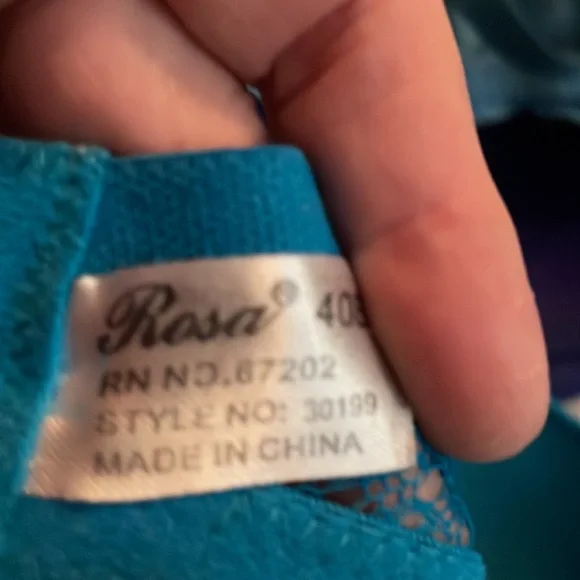 Rosa® 40
RN NO.67202
STYLE NO: 30199
MADE IN CHINA